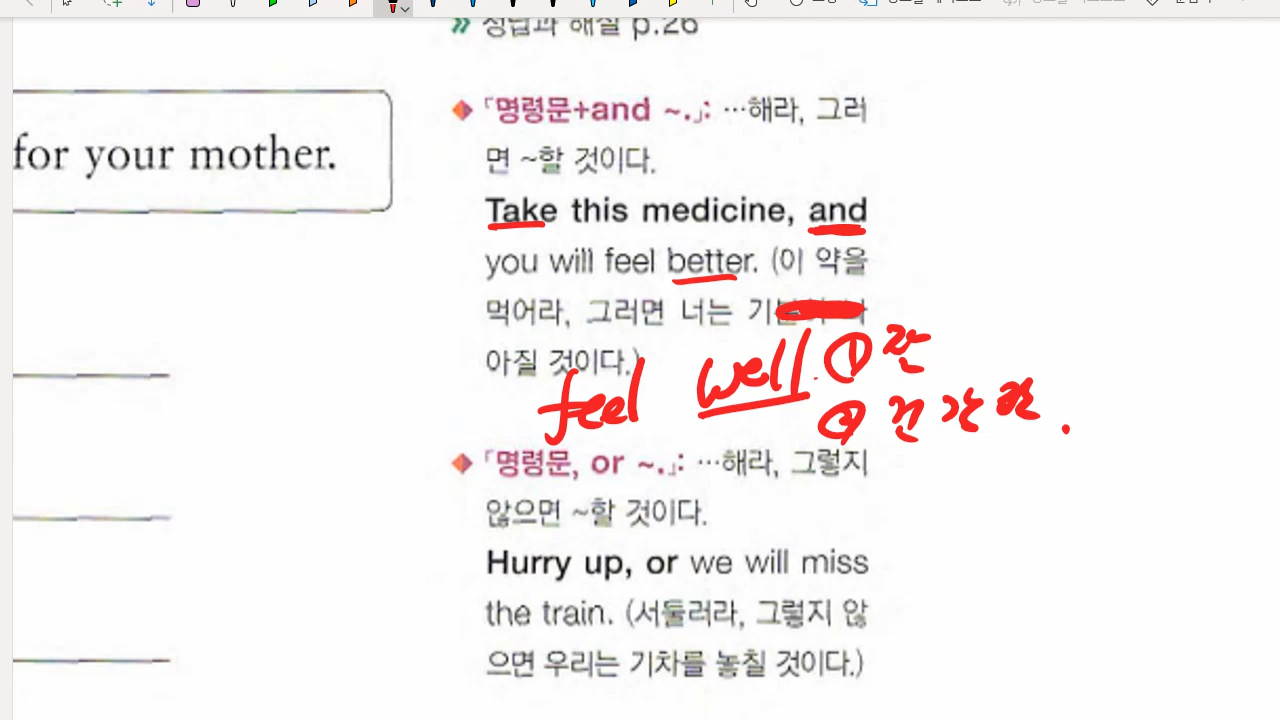 정답과 해설 p.26
for your mother.
「명령문+and ~.」: …해라, 그러
면 ~할 것이다.
Take this medicine, and
you will feel better. (이 약을
먹어라, 그러면 너는
아질 것이다.)
feel well. ① 잘
② 건강한.
「명령문, or ~.」: …해라, 그렇지
않으면 ~할 것이다.
Hurry up, or we will miss
the train. (서둘러라, 그렇지 않
으면 우리는 기차를 놓칠 것이다.)